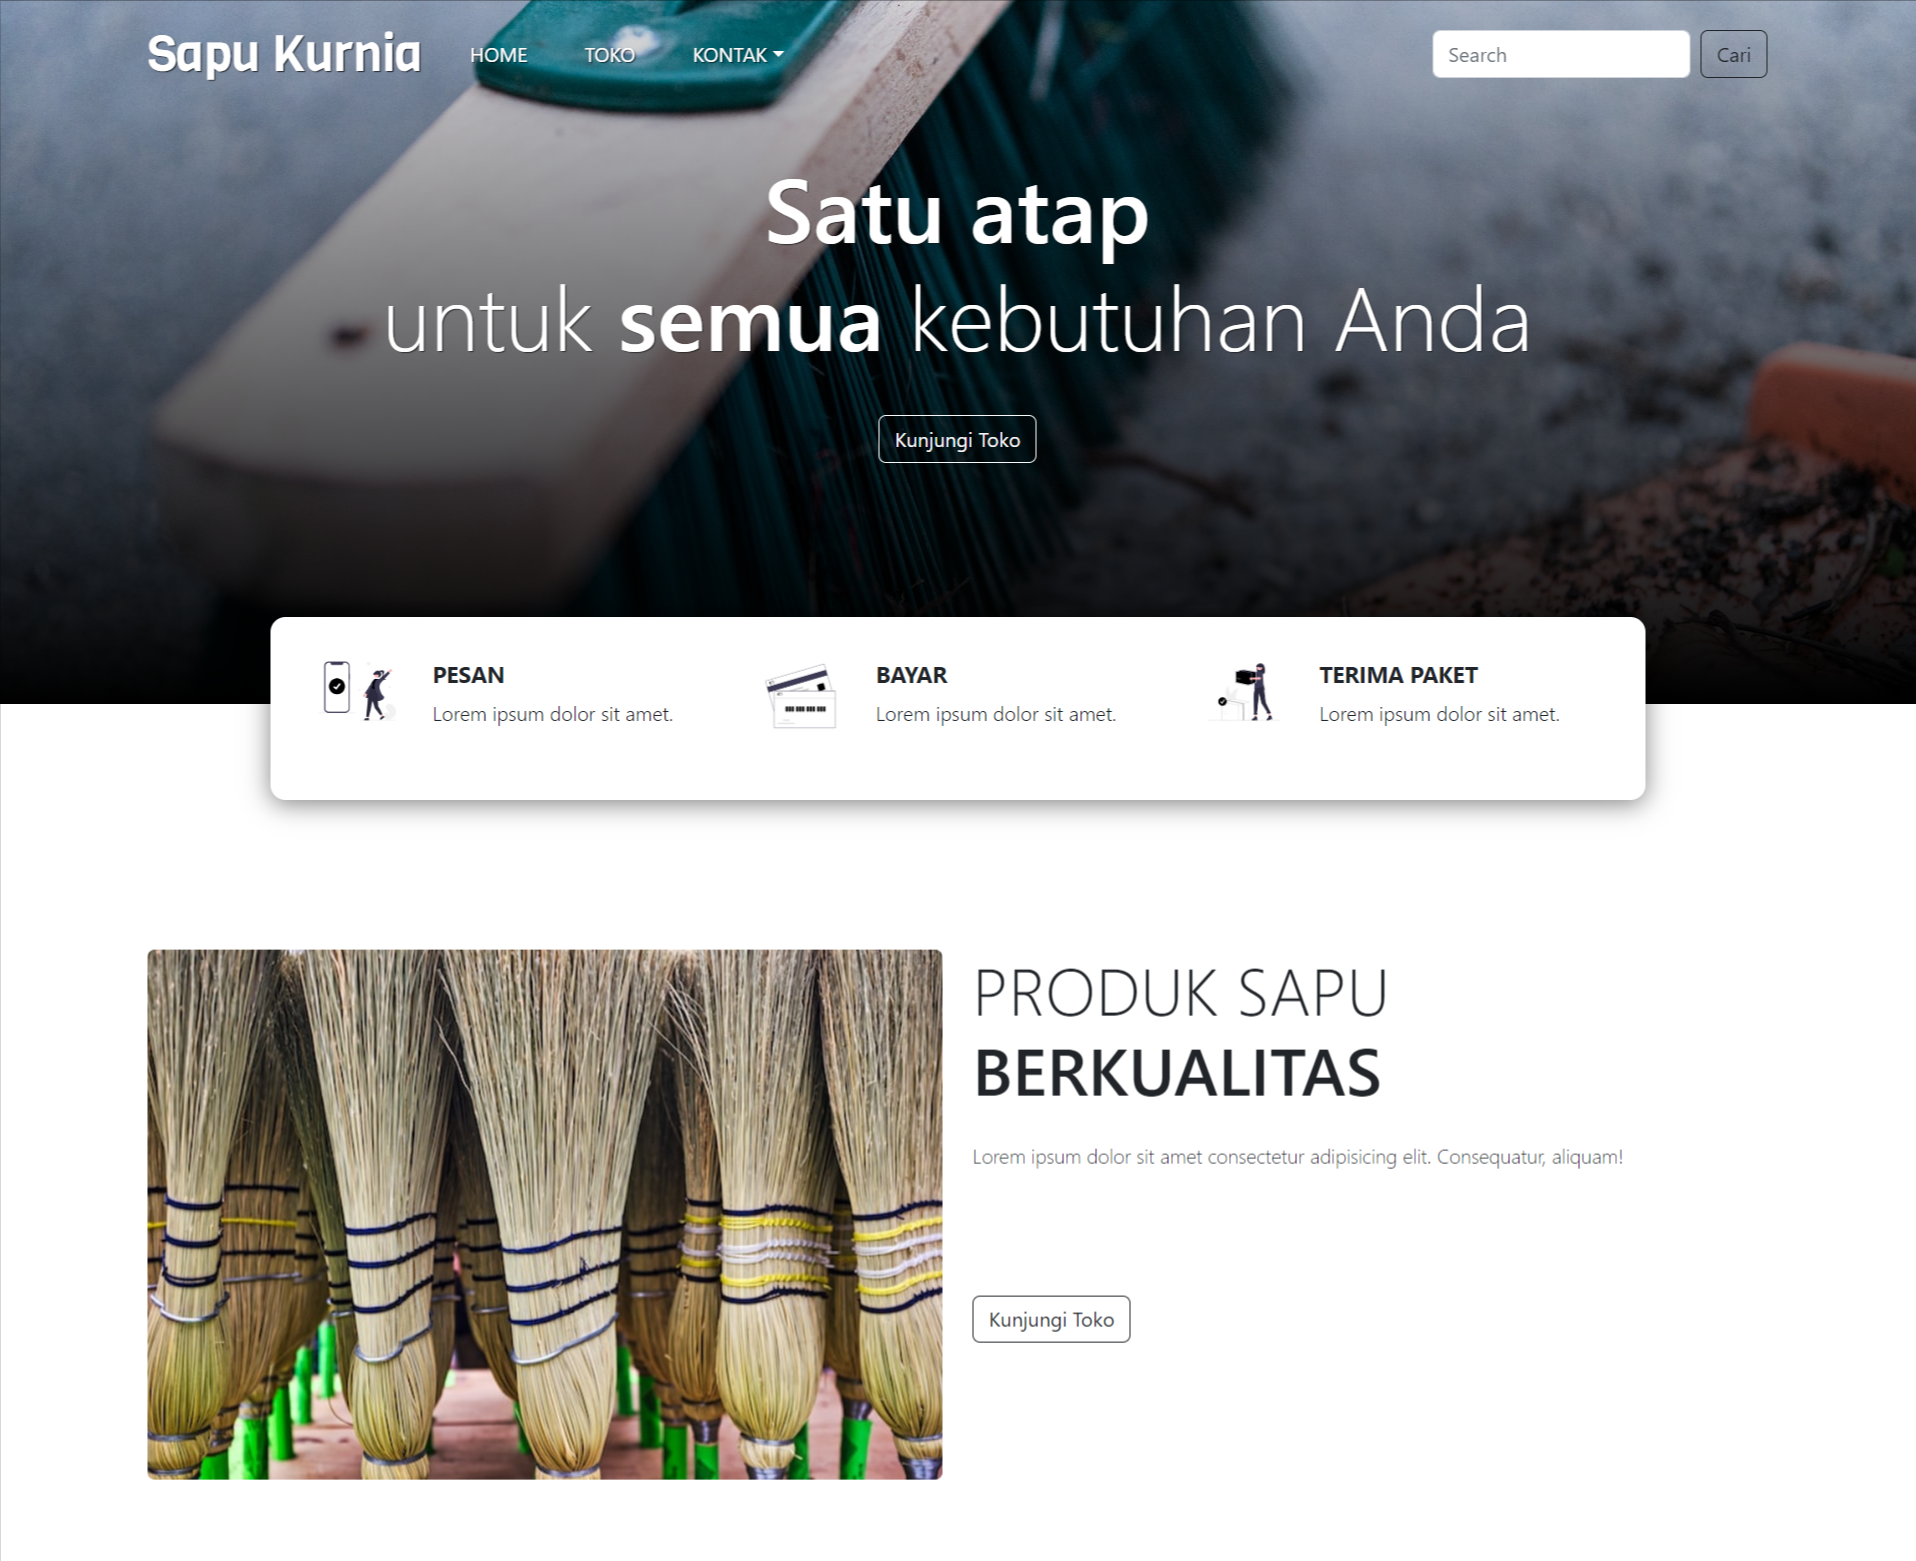 Sapu Kurnia
HOME
TOKO
KONTAK
Search
Cari
Satu atap
untuk semua kebutuhan Anda
Kunjungi Toko
PESAN
Lorem ipsum dolor sit amet.
BAYAR
Lorem ipsum dolor sit amet.
TERIMA PAKET
Lorem ipsum dolor sit amet.
PRODUK SAPU
BERKUALITAS
Lorem ipsum dolor sit amet consectetur adipisicing elit. Consequatur, aliquam!
Kunjungi Toko